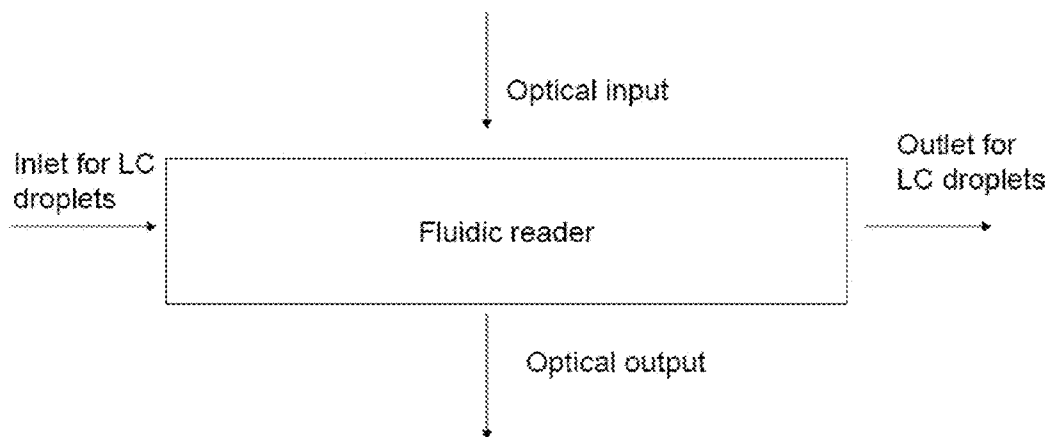 Optical input
Inlet for LC
droplets
Outlet for
LC droplets
Fluidic reader
Optical output